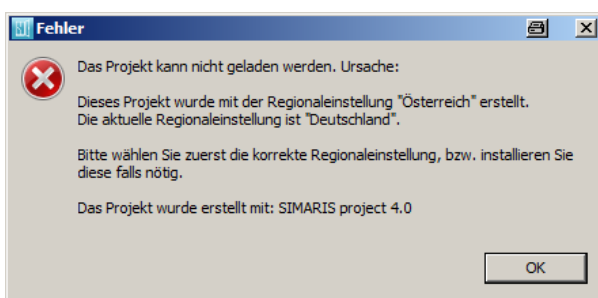 Fehler
Das Projekt kann nicht geladen werden. Ursache:
Dieses Projekt wurde mit der Regionaleinstellung "Österreich" erstellt.
Die aktuelle Regionaleinstellung ist "Deutschland".
Bitte wählen Sie zuerst die korrekte Regionaleinstellung, bzw. installieren Sie
diese falls nötig.
Das Projekt wurde erstellt mit: SIMARIS project 4.0
OK